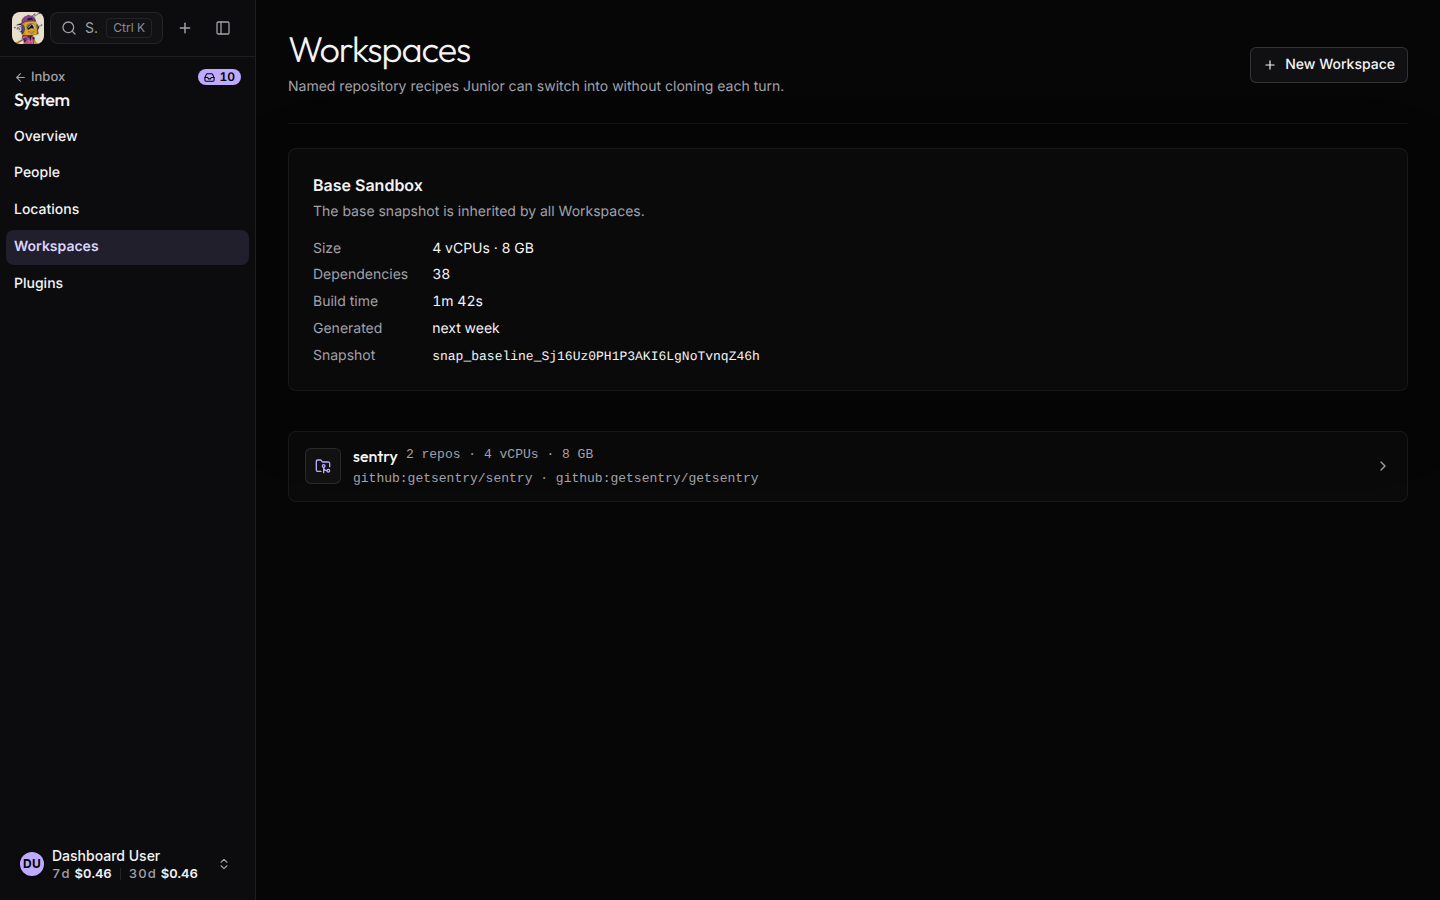 S.
Ctrl K
Inbox
10
System
Overview
People
Locations
Workspaces
Plugins
DU
Dashboard User
7d $0.46 | 30d $0.46
Workspaces
Named repository recipes Junior can switch into without cloning each turn.
New Workspace
Base Sandbox
The base snapshot is inherited by all Workspaces.
Size 4 vCPUs · 8 GB
Dependencies 38
Build time 1m 42s
Generated next week
Snapshot snap_baseline_Sj16Uz0PH1P3AKI6LgNoTvnqZ46h
sentry 2 repos · 4 vCPUs · 8 GB
github:getsentry/sentry · github:getsentry/getsentry